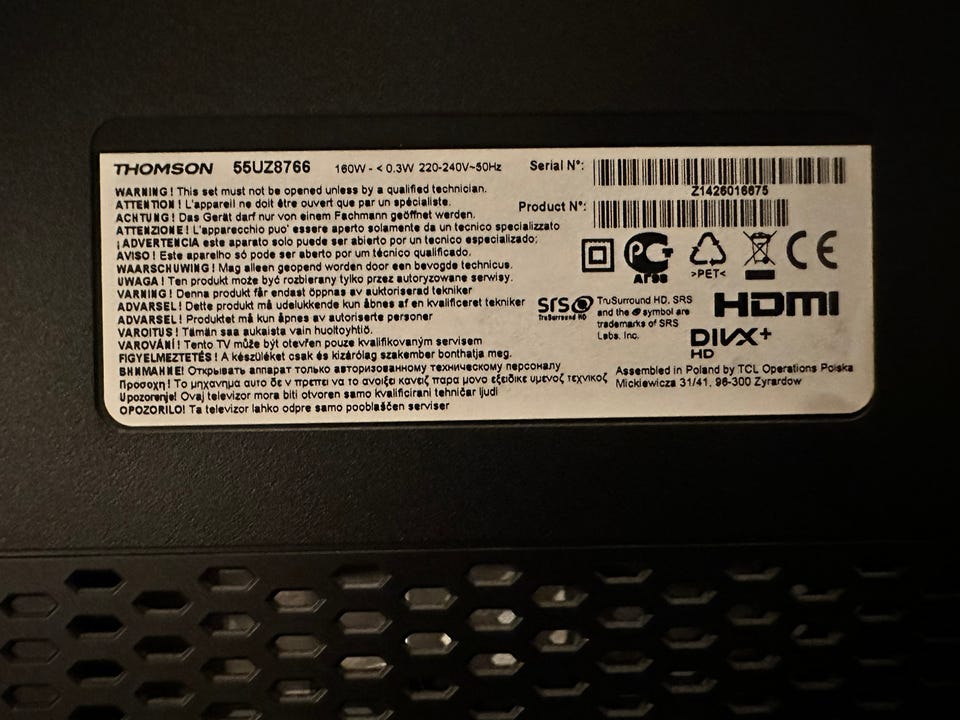 THOMSON 55UZ8766 160W - < 0.3W 220-240V~50Hz Serial N°:
Z1426016675
Product N°:
WARNING! This set must not be opened unless by a qualified technician.
ATTENTION! L'appareil ne doit être ouvert que par un spécialiste.
ACHTUNG! Das Gerät darf nur von einem Fachmann geöffnet werden.
ATTENZIONE! L'apparecchio puo' essere aperto solamente da un tecnico specializzato
¡ADVERTENCIA este aparato solo puede ser abierto por un tecnico especializado;
AVISO! Este aparelho só pode ser aberto por um técnico qualificado.
WAARSCHUWING! Mag alleen geopend worden door een bevogde technicus.
UWAGA! Ten produkt może być rozbierany tylko przez autoryzowane serwisy.
VARNING! Denna produkt får endast öppnas av auktoriserad tekniker
ADVARSEL! Dette produkt må udelukkende kun åbnes af en kvalificeret tekniker
ADVARSEL! Produktet må kun åpnes av autoriserte personer
VAROITUS! Tämän saa aukaista vain huoltoyhtiö.
VAROVÁNÍ! Tento TV může být otevřen pouze kvalifikovaným servisem
FIGYELMEZTETÉS! A készüléket csak és kizárólag szakember bonthatja meg.
ВНИМАНИЕ! Открывать аппарат только авторизованному техническому персоналу
Προσοχη! Το μηχανημα αυτο δε ν πρεπει να το ανοιξει κανεις παρα μονο εξειδικε υμενος τεχνικος
Upozorenje! Ovaj televizor mora biti otvoren samo kvalificirani tehničar ljudi
OPOZORILO! Ta televizor lahko odpre samo pooblaščen serviser
PG
АГ98
>PET<
CE
SRS
TruSurround HD
TruSurround HD, SRS
and the symbol are
trademarks of SRS
Labs, Inc.
HDMI
DIVX+
HD
Assembled in Poland by TCL Operations Polska
Mickiewicza 31/41, 96-300 Zyrardow